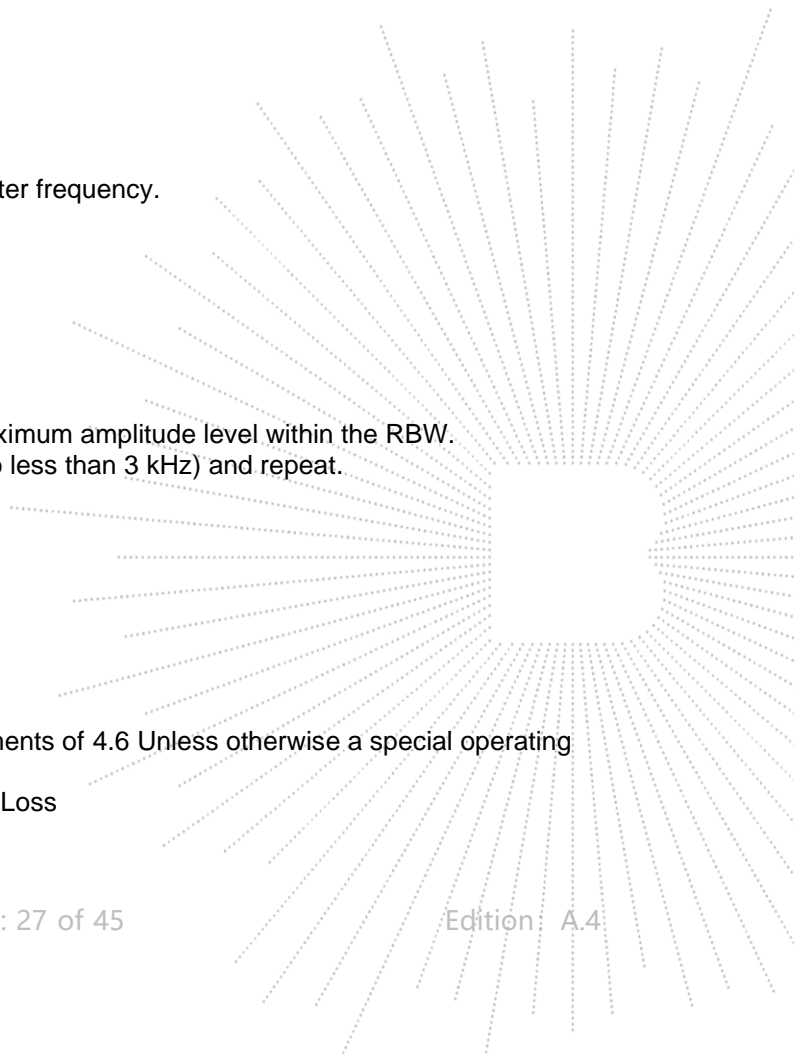 ter frequency.
ximum amplitude level within the RBW.
less than 3 kHz) and repeat.
ents of 4.6 Unless otherwise a special operating
Loss
: 27 of 45
Edition: A.4